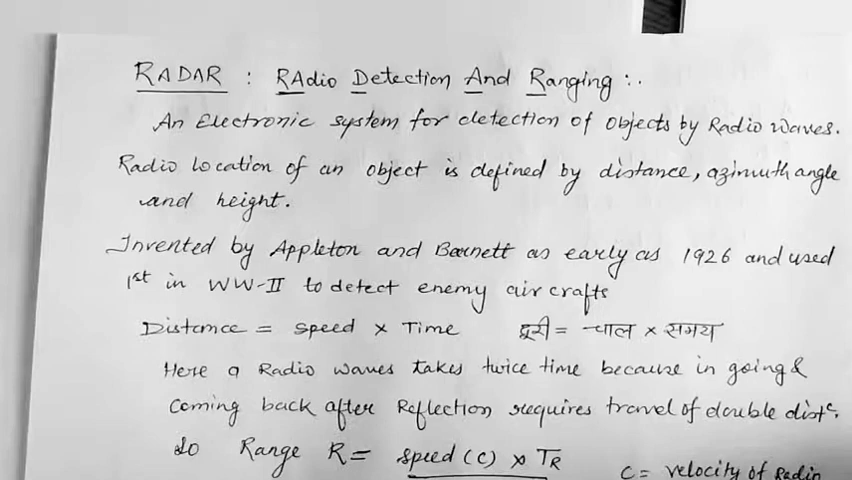 RADAR : RAdio Detection And Ranging :.
An Electronic system for detection of objects by Radio waves.
Radio location of an object is defined by distance, azimuth angle
and height.
Invented by Appleton and Barnett as early as 1926 and used
1st in WW-II to detect enemy air crafts
Distance = speed × Time दूरी = चाल × समय
Here a Radio waves takes twice time because in going &
Coming back after Reflection requires travel of double distc.
So Range R = speed (c) × TR
C = velocity of Radio